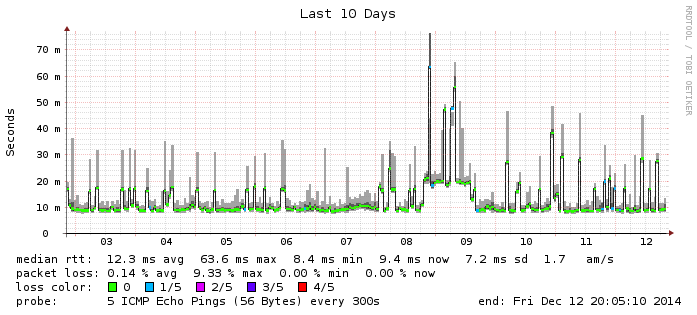 Last 10 Days
RRDTOOL / TOBI OETIKER
Seconds
70 m
60 m
50 m
40 m
30 m
20 m
10 m
0
03 04 05 06 07 08 09 10 11 12
median rtt: 12.3 ms avg 63.6 ms max 8.4 ms min 9.4 ms now 7.2 ms sd 1.7 am/s
packet loss: 0.14 % avg 9.33 % max 0.00 % min 0.00 % now
loss color: 0 1/5 2/5 3/5 4/5
probe: 5 ICMP Echo Pings (56 Bytes) every 300s end: Fri Dec 12 20:05:10 2014